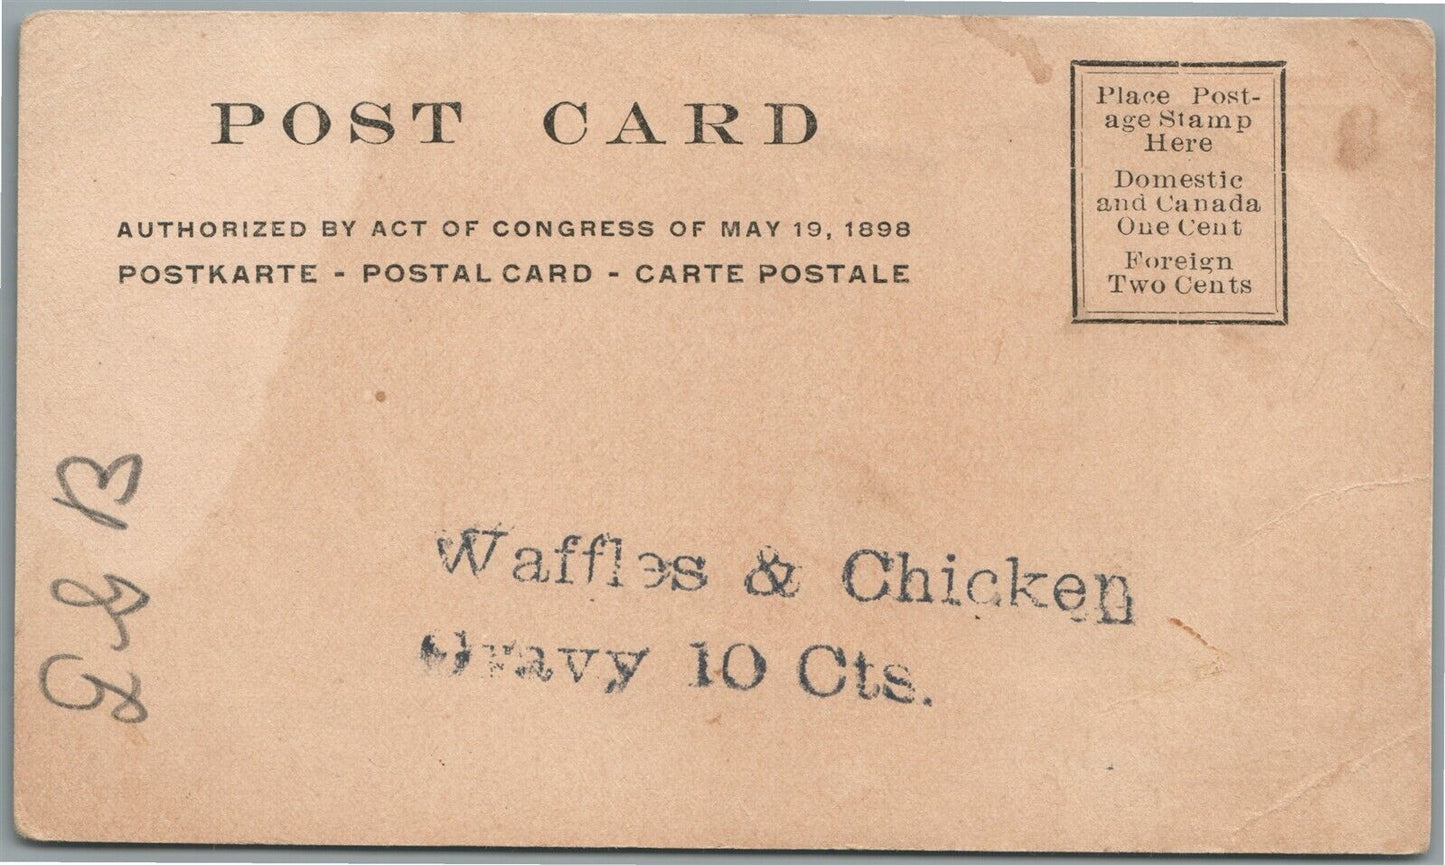 POST CARD
AUTHORIZED BY ACT OF CONGRESS OF MAY 19, 1898
POSTKARTE - POSTAL CARD - CARTE POSTALE
Place Post-
age Stamp
Here
Domestic
and Canada
One Cent
Foreign
Two Cents
Waffles & Chicken
Gravy 10 Cts.